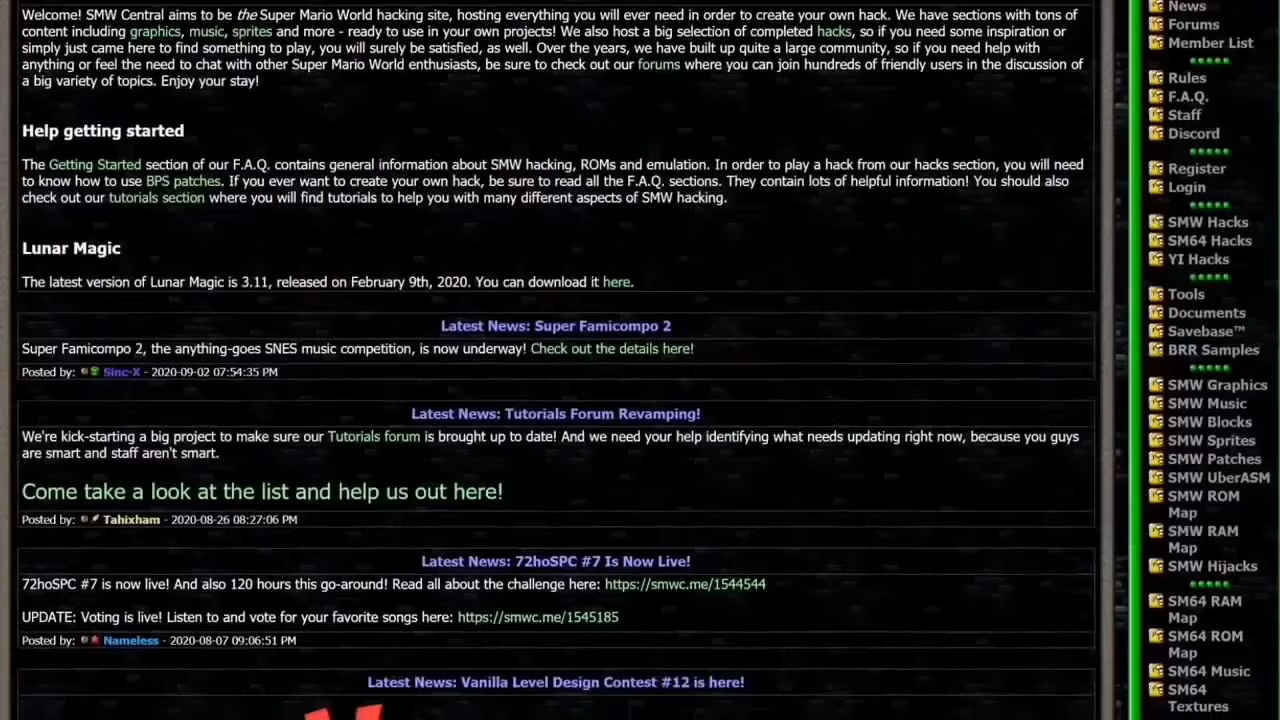 Welcome! SMW Central aims to be the Super Mario World hacking site, hosting everything you will ever need in order to create your own hack. We have sections with tons of
content including graphics, music, sprites and more - ready to use in your own projects! We also host a big selection of completed hacks, so if you need some inspiration or
simply just came here to find something to play, you will surely be satisfied, as well. Over the years, we have built up quite a large community, so if you need help with
anything or feel the need to chat with other Super Mario World enthusiasts, be sure to check out our forums where you can join hundreds of friendly users in the discussion of
a big variety of topics. Enjoy your stay!
Help getting started
The Getting Started section of our F.A.Q. contains general information about SMW hacking, ROMs and emulation. In order to play a hack from our hacks section, you will need
to know how to use BPS patches. If you ever want to create your own hack, be sure to read all the F.A.Q. sections. They contain lots of helpful information! You should also
check out our tutorials section where you will find tutorials to help you with many different aspects of SMW hacking.
Lunar Magic
The latest version of Lunar Magic is 3.11, released on February 9th, 2020. You can download it here.
Latest News: Super Famicompo 2
Super Famicompo 2, the anything-goes SNES music competition, is now underway! Check out the details here!
Posted by: Sinc-X - 2020-09-02 07:54:35 PM
Latest News: Tutorials Forum Revamping!
We're kick-starting a big project to make sure our Tutorials forum is brought up to date! And we need your help identifying what needs updating right now, because you guys
are smart and staff aren't smart.
Come take a look at the list and help us out here!
Posted by: Tahixham - 2020-08-26 08:27:06 PM
Latest News: 72hoSPC #7 Is Now Live!
72hoSPC #7 is now live! And also 120 hours this go-around! Read all about the challenge here: https://smwc.me/1544544
UPDATE: Voting is live! Listen to and vote for your favorite songs here: https://smwc.me/1545185
Posted by: Nameless - 2020-08-07 09:06:51 PM
Latest News: Vanilla Level Design Contest #12 is here!
News
Forums
Member List
Rules
F.A.Q.
Staff
Discord
Register
Login
SMW Hacks
SM64 Hacks
YI Hacks
Tools
Documents
Savebase™
BRR Samples
SMW Graphics
SMW Music
SMW Blocks
SMW Sprites
SMW Patches
SMW UberASM
SMW ROM
Map
SMW RAM
Map
SMW Hijacks
SM64 RAM
Map
SM64 ROM
Map
SM64 Music
SM64
Textures